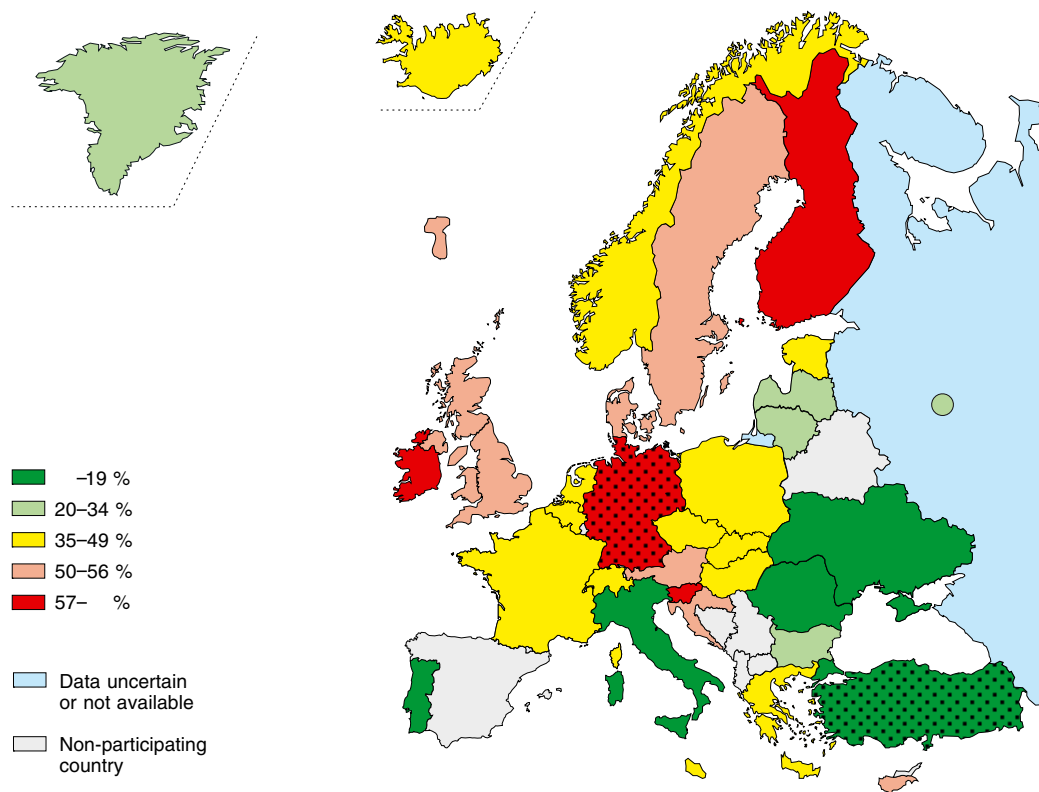 –19 %
20–34 %
35–49 %
50–56 %
57– %
Data uncertain
or not available
Non-participating
country